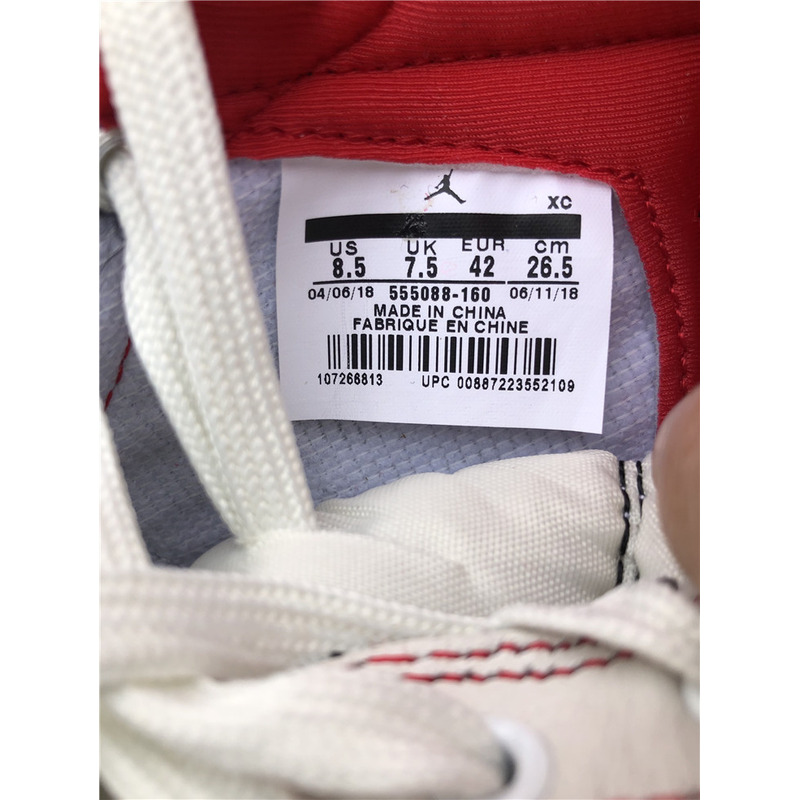 XC
US UK EUR cm
8.5 7.5 42 26.5
04/06/18 555088-160 06/11/18
MADE IN CHINA
FABRIQUE EN CHINE
107266813 UPC 00887223552109